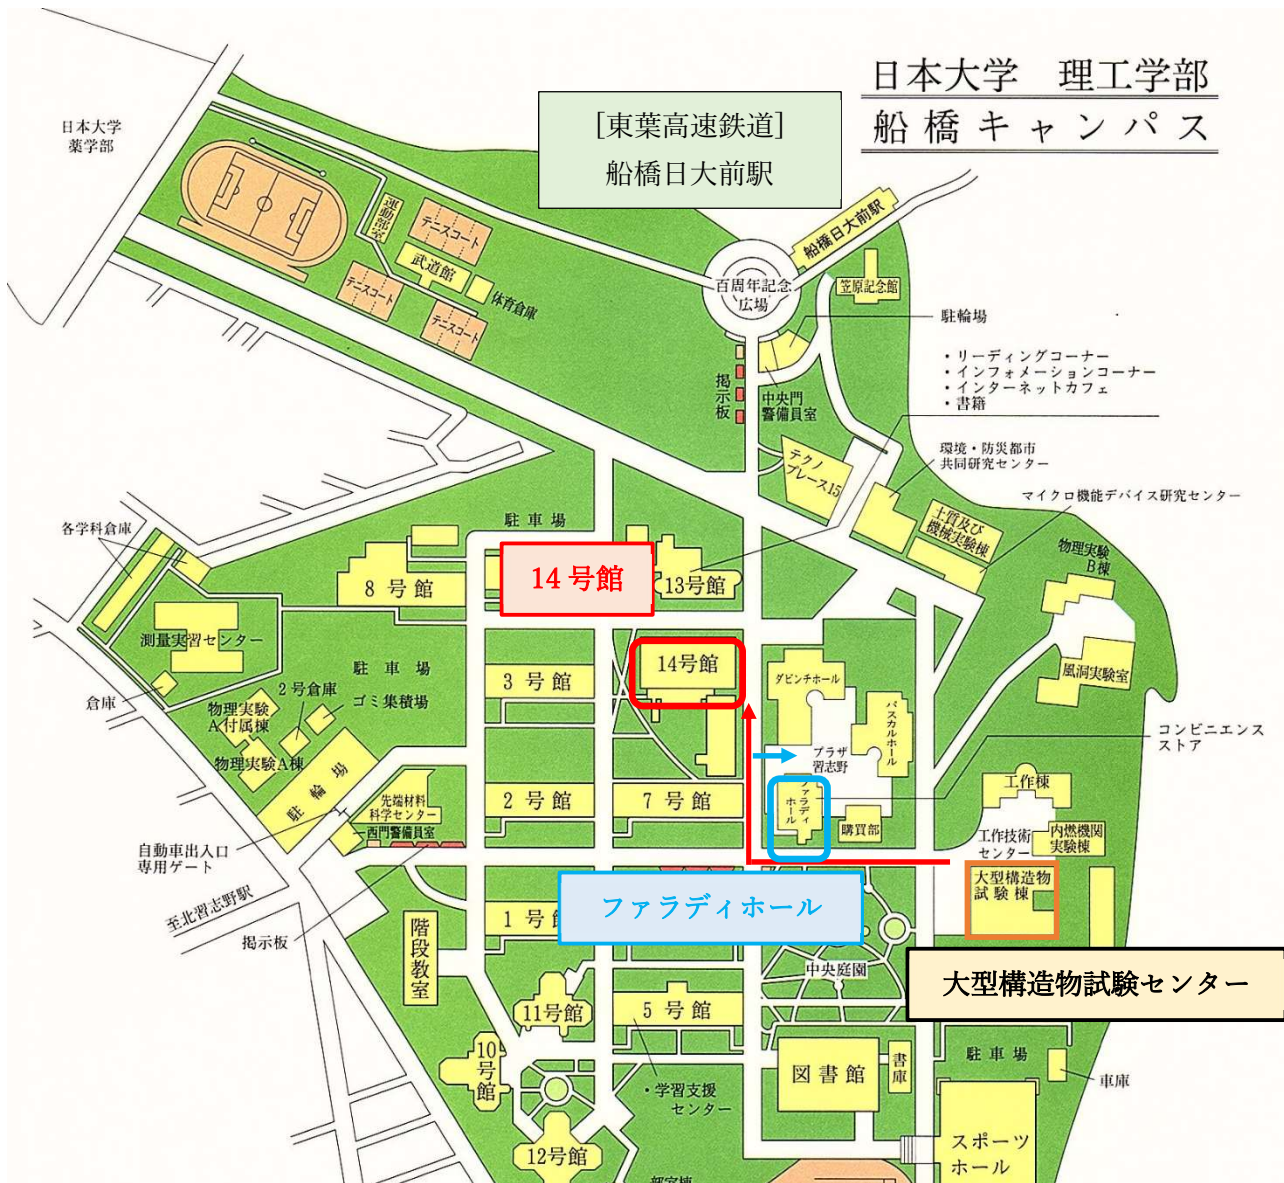 日本大学 理工学部
船橋キャンパス
[東葉高速鉄道]
船橋日大前駅
日本大学
薬学部
運動部室
テニスコート
武道館
体育倉庫
テニスコート
テニスコート
船橋日大前駅
百周年記念
広場
笠原記念館
駐輪場
・リーディングコーナー
・インフォメーションコーナー
・インターネットカフェ
・書籍
掲示板
中央門
警備員室
環境・防災都市
共同研究センター
テクノ
プレース15
マイクロ機能デバイス研究センター
土質及び
機械実験棟
物理実験
B棟
各学科倉庫
駐車場
14号館
8号館
13号館
測量実習センター
倉庫
駐車場
2号倉庫
ゴミ集積場
物理実験
A付属棟
物理実験A棟
3号館
14号館
ダビンチホール
パスカルホール
風洞実験室
コンビニエンス
ストア
プラザ
習志野
ファラディ
ホール
購買部
工作棟
工作技術
センター
内燃機関
実験棟
駐輪場
先端材料
科学センター
西門警備員室
2号館
7号館
自動車出入口
専用ゲート
至北習志野駅
掲示板
大型構造物
試験棟
ファラディホール
1号
階段教室
中央庭園
大型構造物試験センター
11号館
5号館
10号館
・学習支援
センター
図書館
書庫
駐車場
車庫
12号館
スポーツ
ホール
部室棟